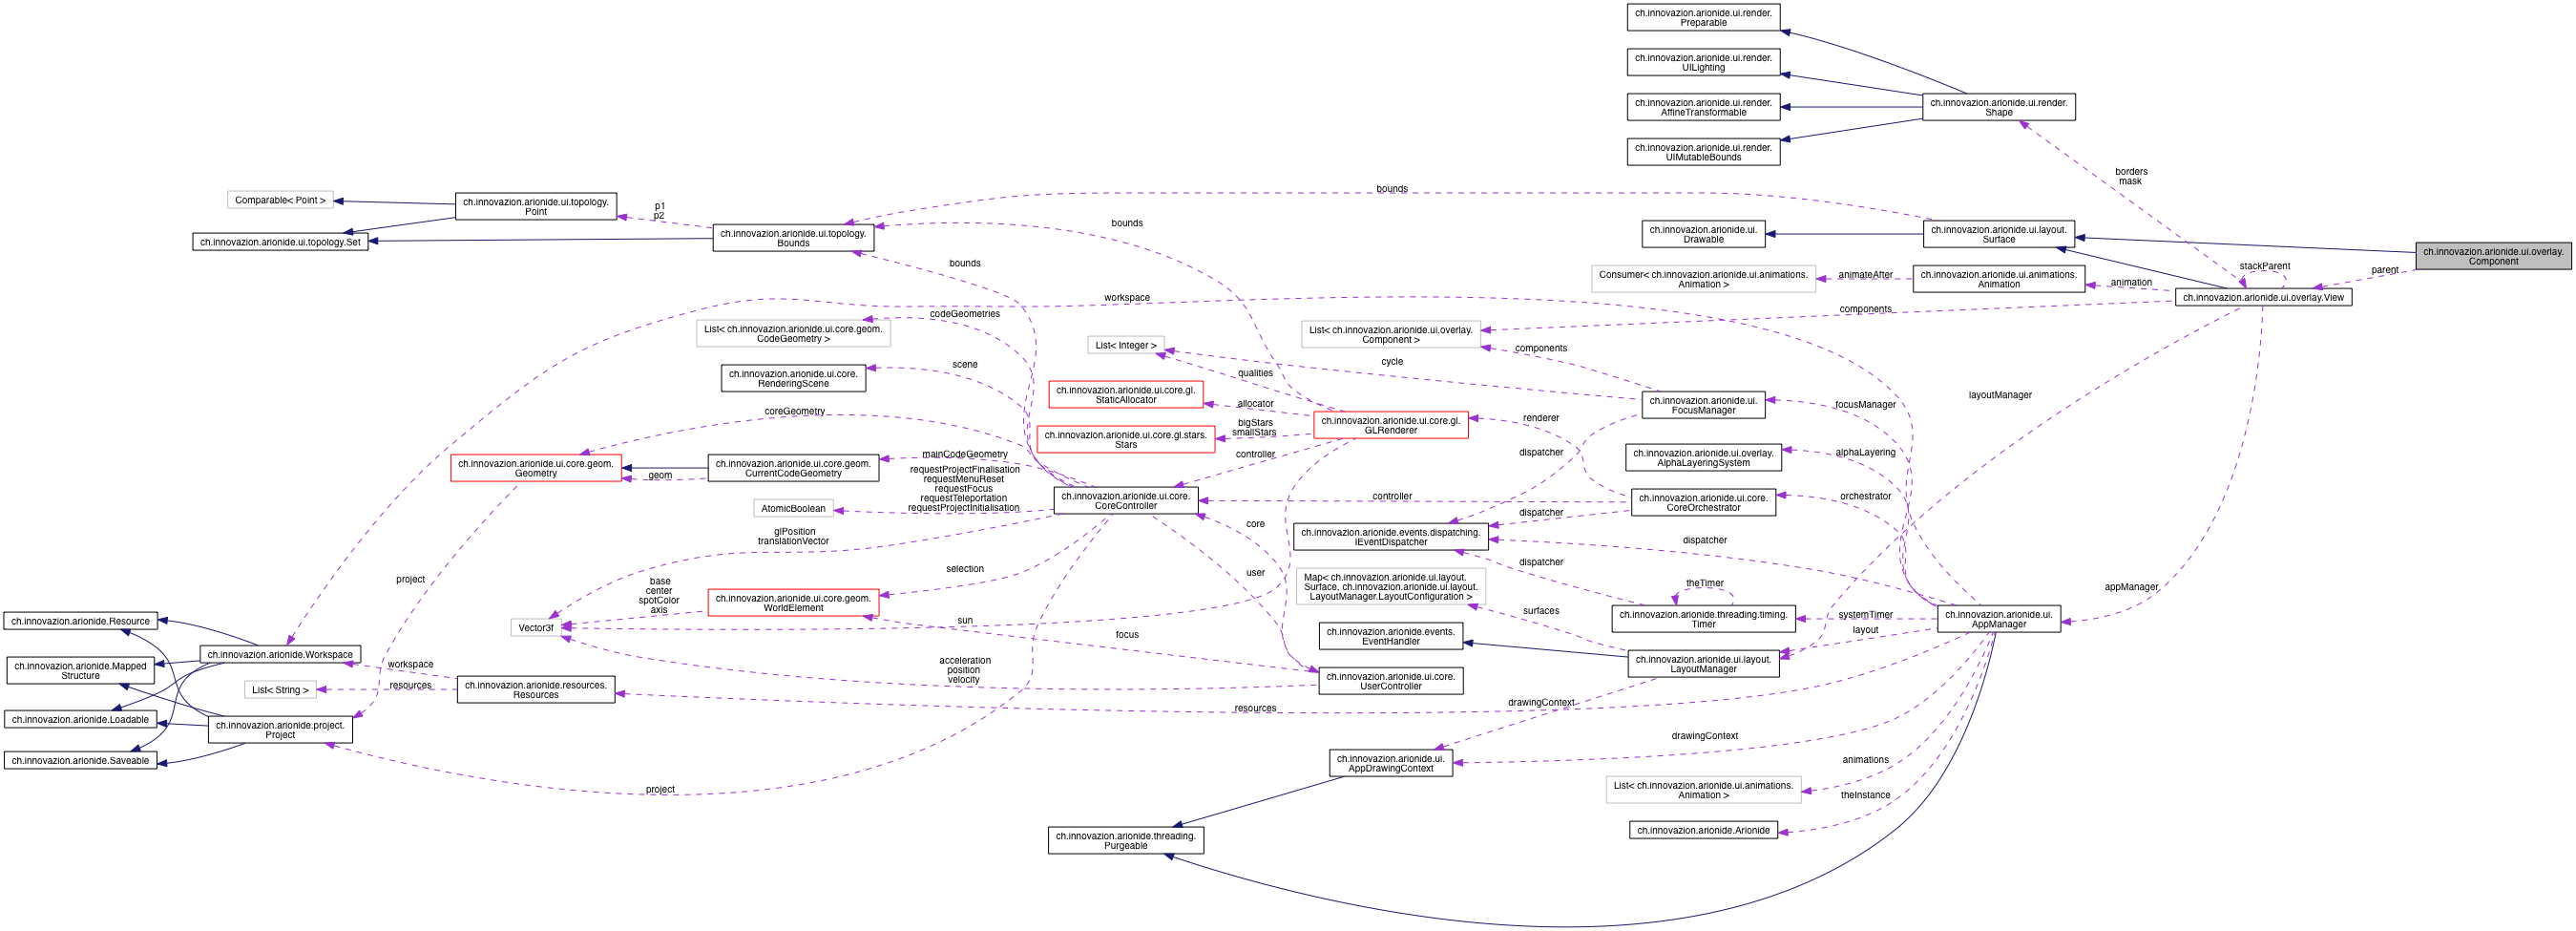 ch.innovazion.arionide.ui.render.
Preparable
ch.innovazion.arionide.ui.render.
UILighting
ch.innovazion.arionide.ui.render.
AffineTransformable
ch.innovazion.arionide.ui.render.
Shape
ch.innovazion.arionide.ui.render.
UIMutableBounds
borders
mask
bounds
Comparable< Point >
ch.innovazion.arionide.ui.topology.
Point
p1
p2
ch.innovazion.arionide.ui.topology.Set
ch.innovazion.arionide.ui.topology.
Bounds
bounds
ch.innovazion.arionide.ui.
Drawable
ch.innovazion.arionide.ui.layout.
Surface
ch.innovazion.arionide.ui.overlay.
Component
bounds
stackParent
parent
Consumer< ch.innovazion.arionide.ui.animations.
Animation >
animateAfter
ch.innovazion.arionide.ui.animations.
Animation
animation
ch.innovazion.arionide.ui.overlay.View
workspace
codeGeometries
components
List< ch.innovazion.arionide.ui.core.geom.
CodeGeometry >
List< ch.innovazion.arionide.ui.overlay.
Component >
List< Integer >
components
cycle
scene
ch.innovazion.arionide.ui.core.
RenderingScene
qualities
ch.innovazion.arionide.ui.core.gl.
StaticAllocator
allocator
layoutManager
ch.innovazion.arionide.ui.
FocusManager
focusManager
coreGeometry
bigStars
smallStars
ch.innovazion.arionide.ui.core.gl.
GLRenderer
renderer
ch.innovazion.arionide.ui.core.gl.stars.
Stars
mainCodeGeometry
controller
dispatcher
ch.innovazion.arionide.ui.overlay.
AlphaLayeringSystem
alphaLayering
ch.innovazion.arionide.ui.core.geom.
Geometry
geom
ch.innovazion.arionide.ui.core.geom.
CurrentCodeGeometry
requestProjectFinalisation
requestMenuReset
requestFocus
requestTeleportation
requestProjectInitialisation
AtomicBoolean
ch.innovazion.arionide.ui.core.
CoreController
controller
ch.innovazion.arionide.ui.core.
CoreOrchestrator
orchestrator
dispatcher
core
glPosition
translationVector
ch.innovazion.arionide.events.dispatching.
IEventDispatcher
dispatcher
dispatcher
selection
user
project
base
center
spotColor
axis
ch.innovazion.arionide.ui.core.geom.
WorldElement
Map< ch.innovazion.arionide.ui.layout.
Surface, ch.innovazion.arionide.ui.layout.
LayoutManager.LayoutConfiguration >
theTimer
appManager
surfaces
ch.innovazion.arionide.threading.timing.
Timer
systemTimer
ch.innovazion.arionide.ui.
AppManager
ch.innovazion.arionide.Resource
Vector3f
sun
focus
ch.innovazion.arionide.events.
EventHandler
layout
ch.innovazion.arionide.Workspace
ch.innovazion.arionide.Mapped
Structure
workspace
acceleration
position
velocity
ch.innovazion.arionide.ui.layout.
LayoutManager
List< String >
resources
ch.innovazion.arionide.resources.
Resources
ch.innovazion.arionide.ui.core.
UserController
drawingContext
resources
ch.innovazion.arionide.Loadable
ch.innovazion.arionide.project.
Project
drawingContext
ch.innovazion.arionide.Saveable
ch.innovazion.arionide.ui.
AppDrawingContext
animations
project
List< ch.innovazion.arionide.ui.animations.
Animation >
theInstance
ch.innovazion.arionide.Arionide
ch.innovazion.arionide.threading.
Purgeable